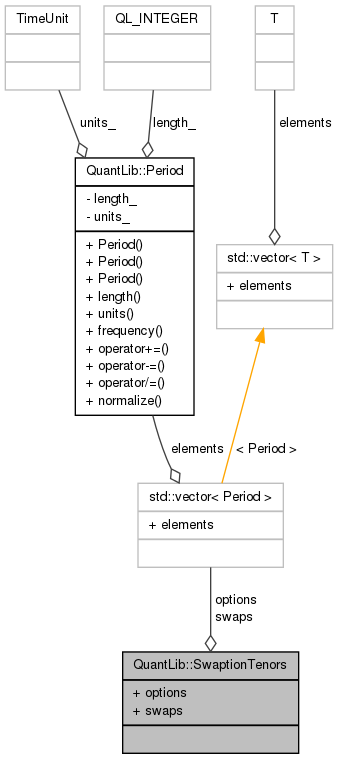 TimeUnit
QL_INTEGER
T
units_
length_
elements
QuantLib::Period
- length_
- units_
+ Period()
+ Period()
+ Period()
+ length()
+ units()
+ frequency()
+ operator+=()
+ operator-=()
+ operator/=()
+ normalize()
std::vector< T >
+ elements
elements
< Period >
std::vector< Period >
+ elements
options
swaps
QuantLib::SwaptionTenors
+ options
+ swaps